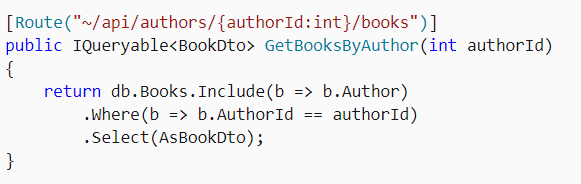 [Route("~/api/authors/{authorId:int}/books")]
public IQueryable<BookDto> GetBooksByAuthor(int authorId)
{
    return db.Books.Include(b => b.Author)
        .Where(b => b.AuthorId == authorId)
        .Select(AsBookDto);
}